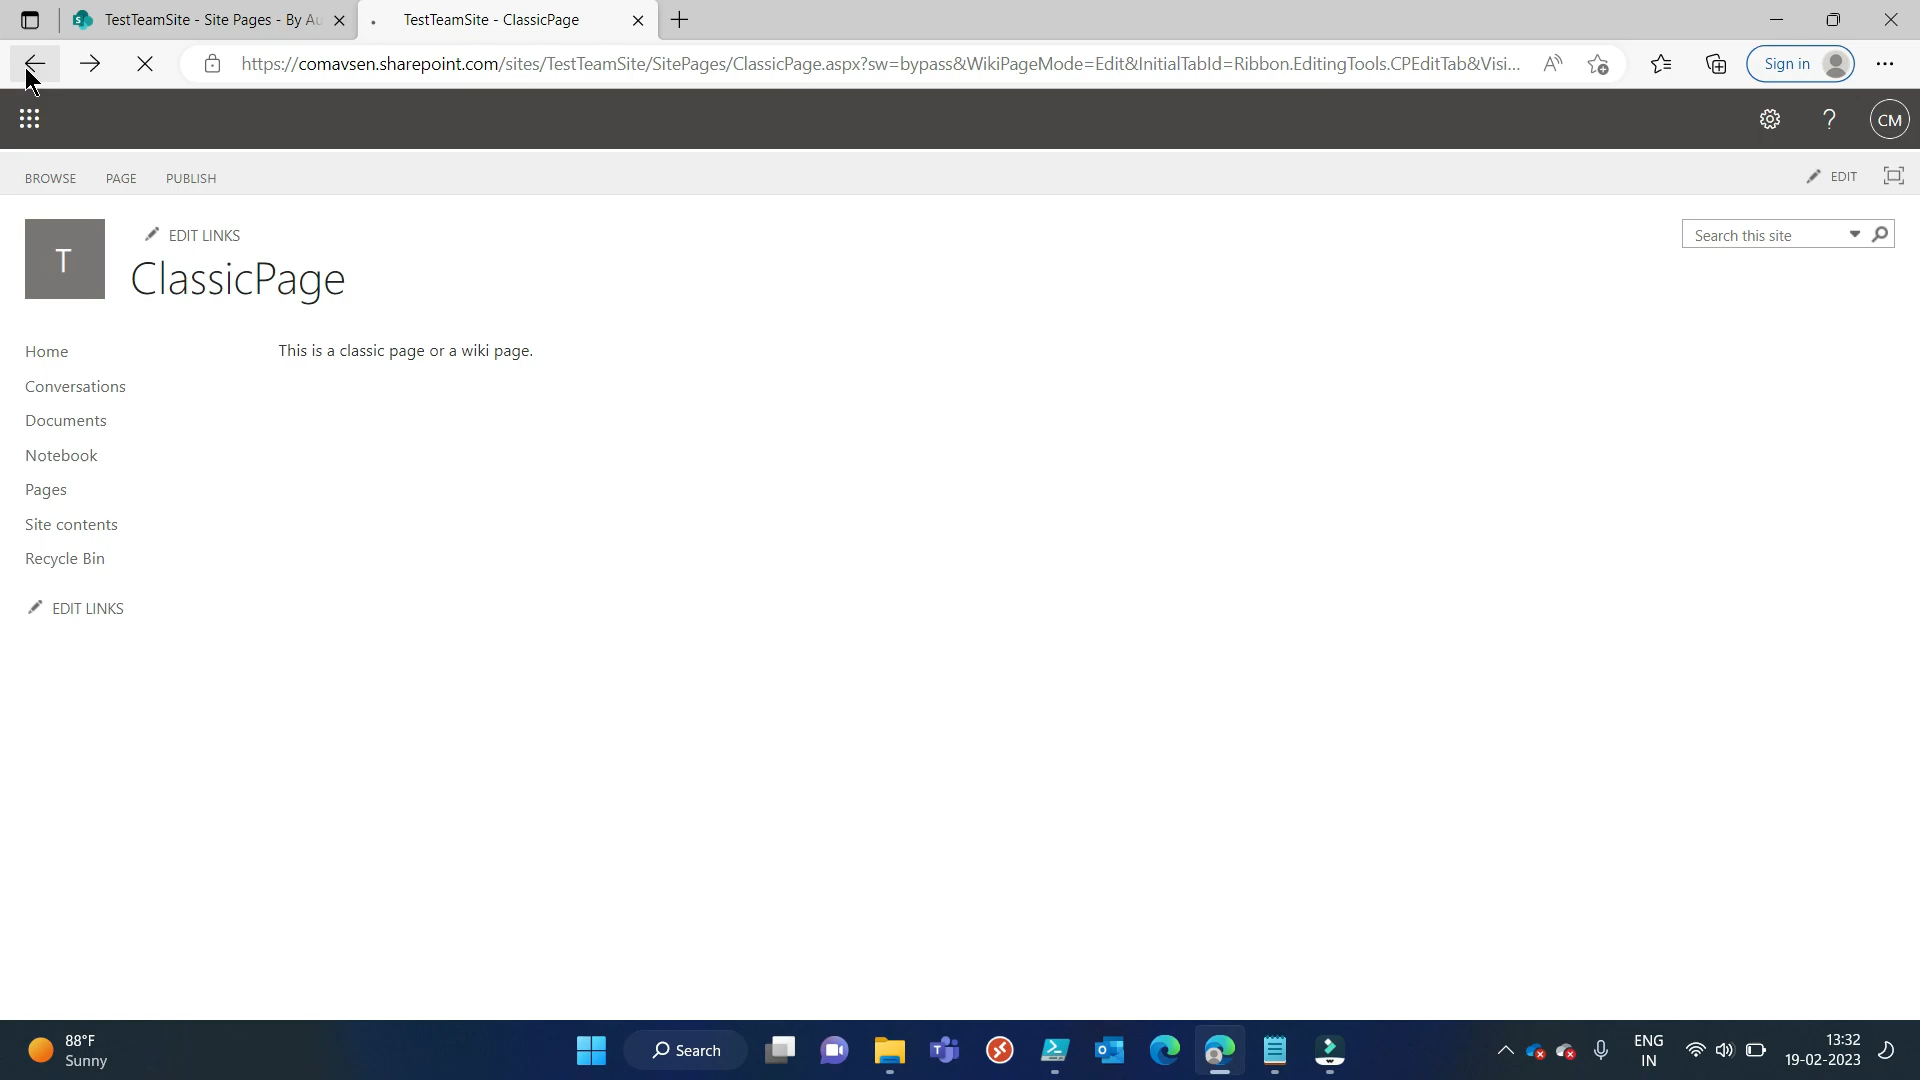 TestTeamSite - Site Pages - By Au
TestTeamSite - ClassicPage
https://comavsen.sharepoint.com/sites/TestTeamSite/SitePages/ClassicPage.aspx?sw=bypass&WikiPageMode=Edit&InitialTabId=Ribbon.EditingTools.CPEditTab&Visi...
Sign in
CM
BROWSE PAGE PUBLISH
EDIT
T
EDIT LINKS
Search this site
ClassicPage
Home
This is a classic page or a wiki page.
Conversations
Documents
Notebook
Pages
Site contents
Recycle Bin
EDIT LINKS
88°F
Sunny
Search
ENG
IN
13:32
19-02-2023